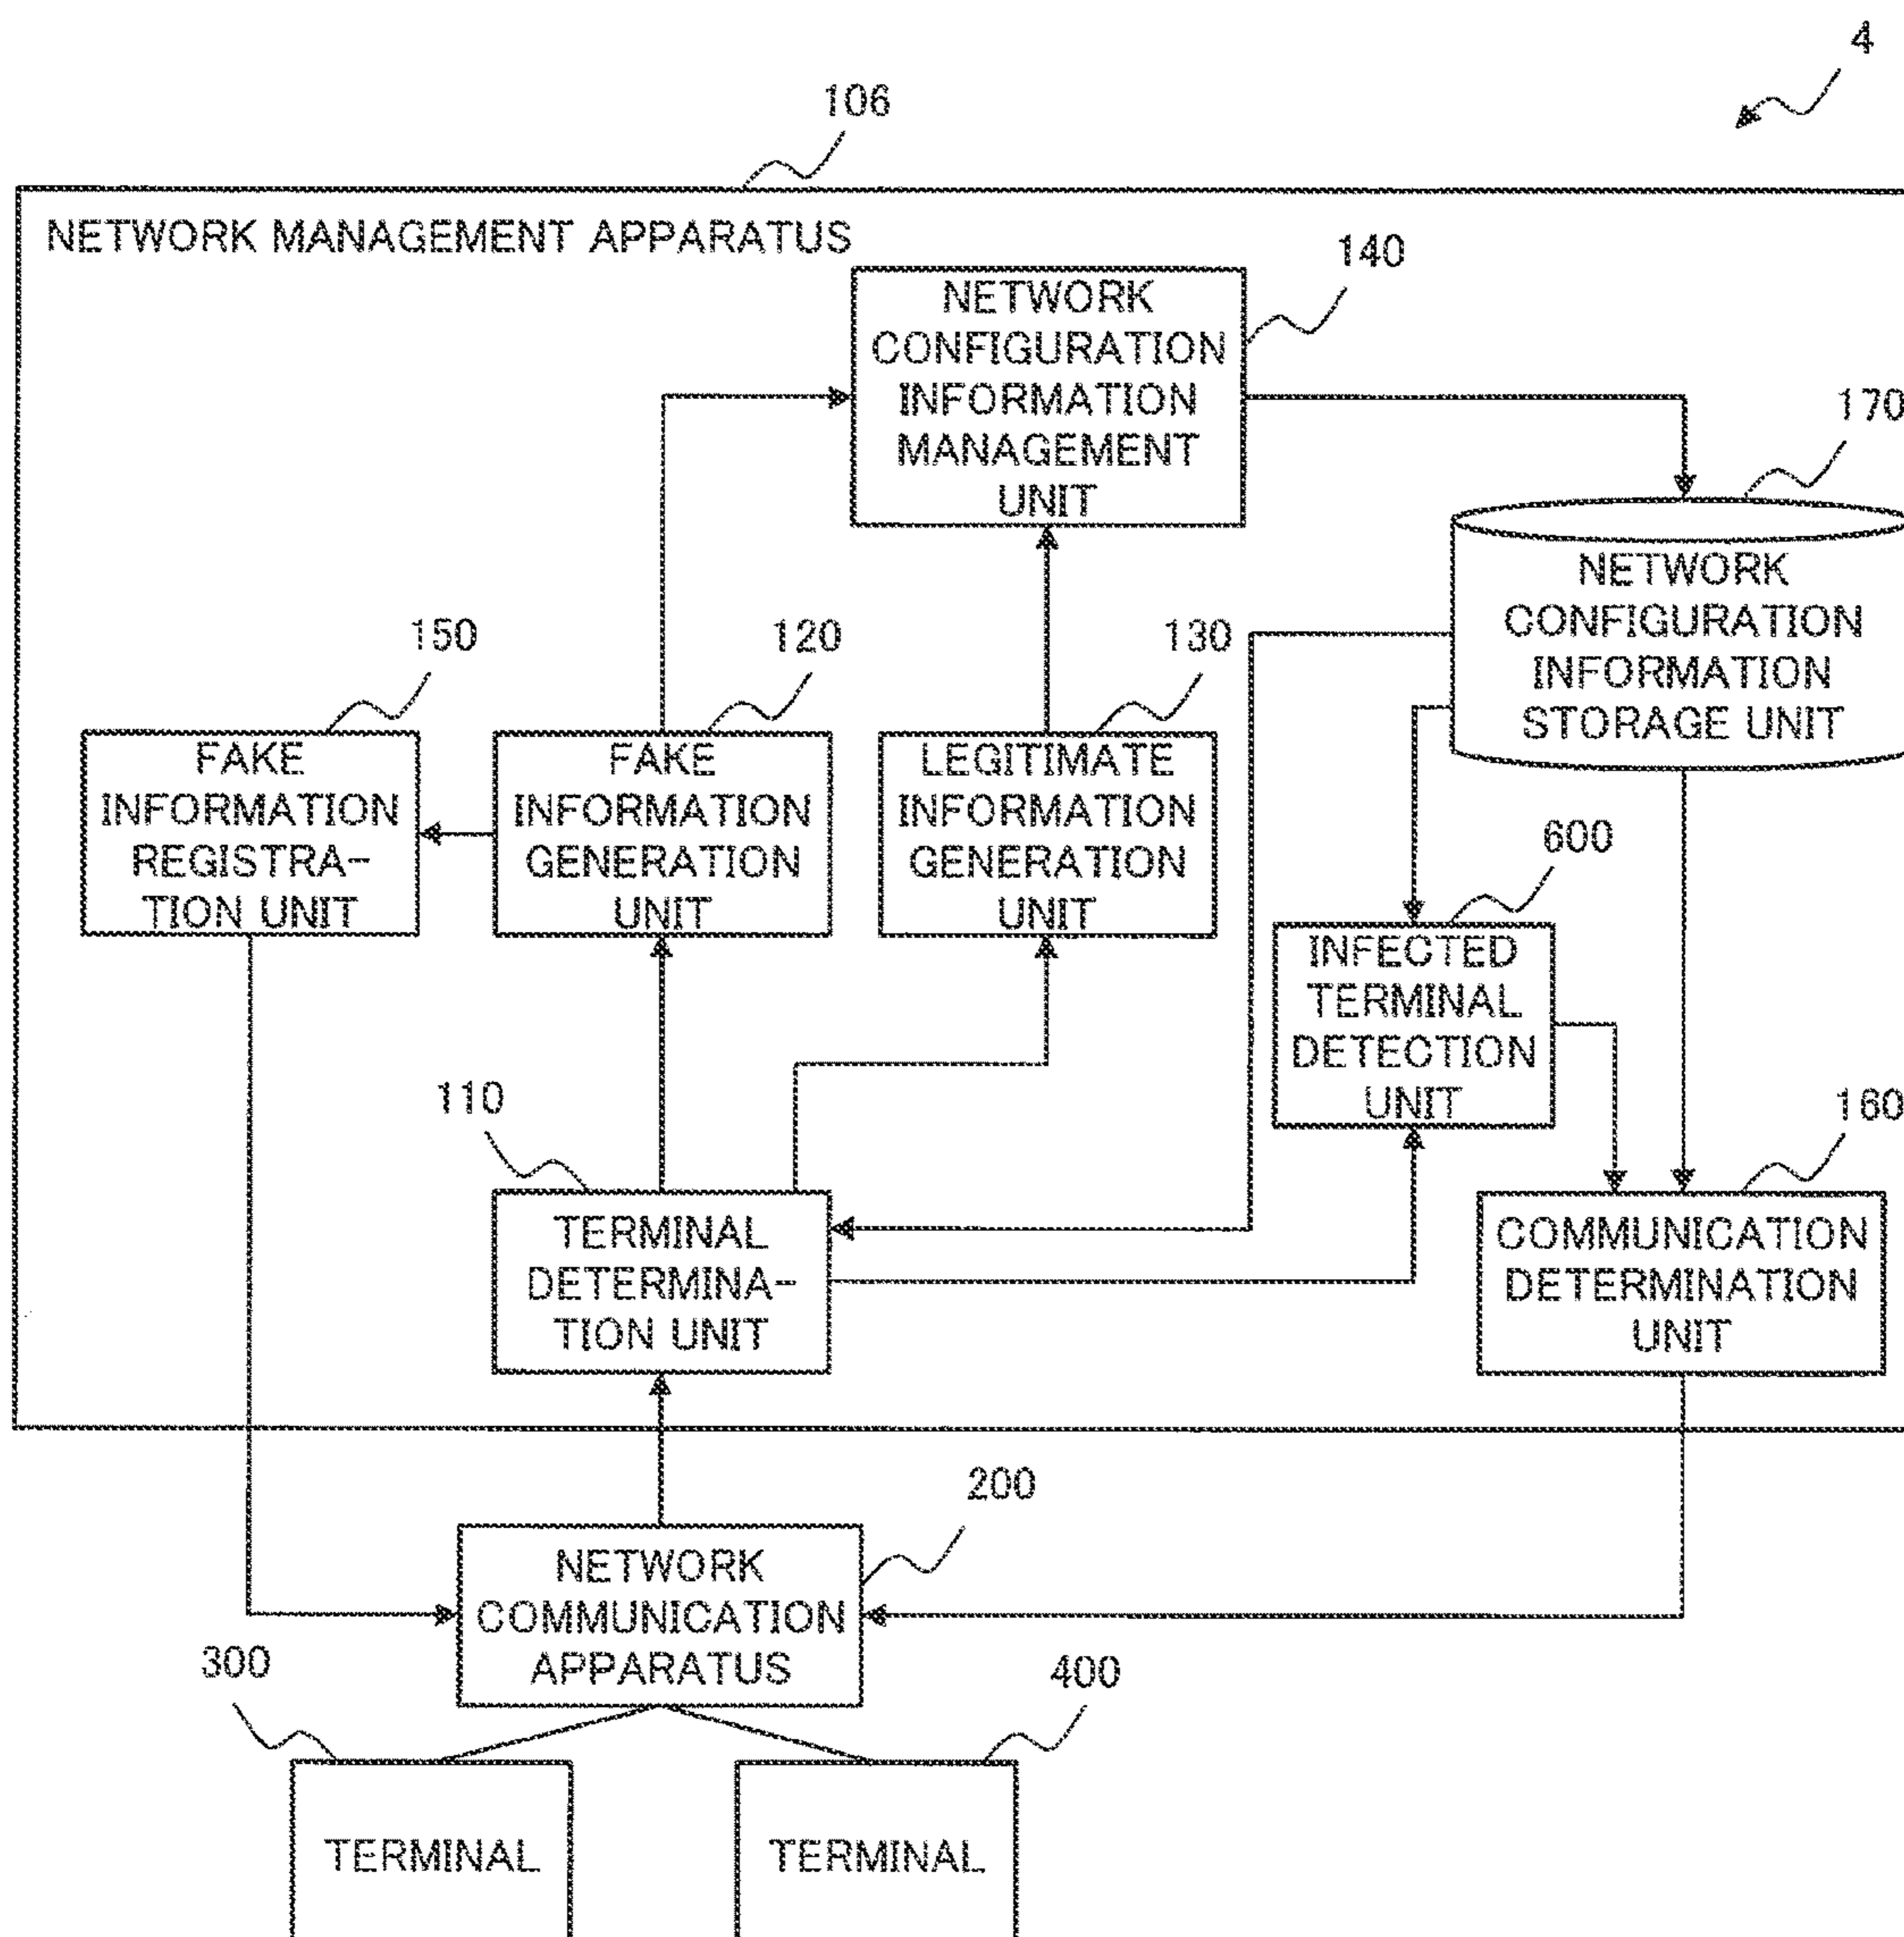 4
106
NETWORK MANAGEMENT APPARATUS
140
NETWORK
CONFIGURATION
INFORMATION
MANAGEMENT
UNIT
170
NETWORK
CONFIGURATION
INFORMATION
STORAGE UNIT
150
FAKE
INFORMATION
REGISTRA-
TION UNIT
120
FAKE
INFORMATION
GENERATION
UNIT
130
LEGITIMATE
INFORMATION
GENERATION
UNIT
600
INFECTED
TERMINAL
DETECTION
UNIT
110
TERMINAL
DETERMINA-
TION UNIT
160
COMMUNICATION
DETERMINATION
UNIT
200
NETWORK
COMMUNICATION
APPARATUS
300
TERMINAL
400
TERMINAL